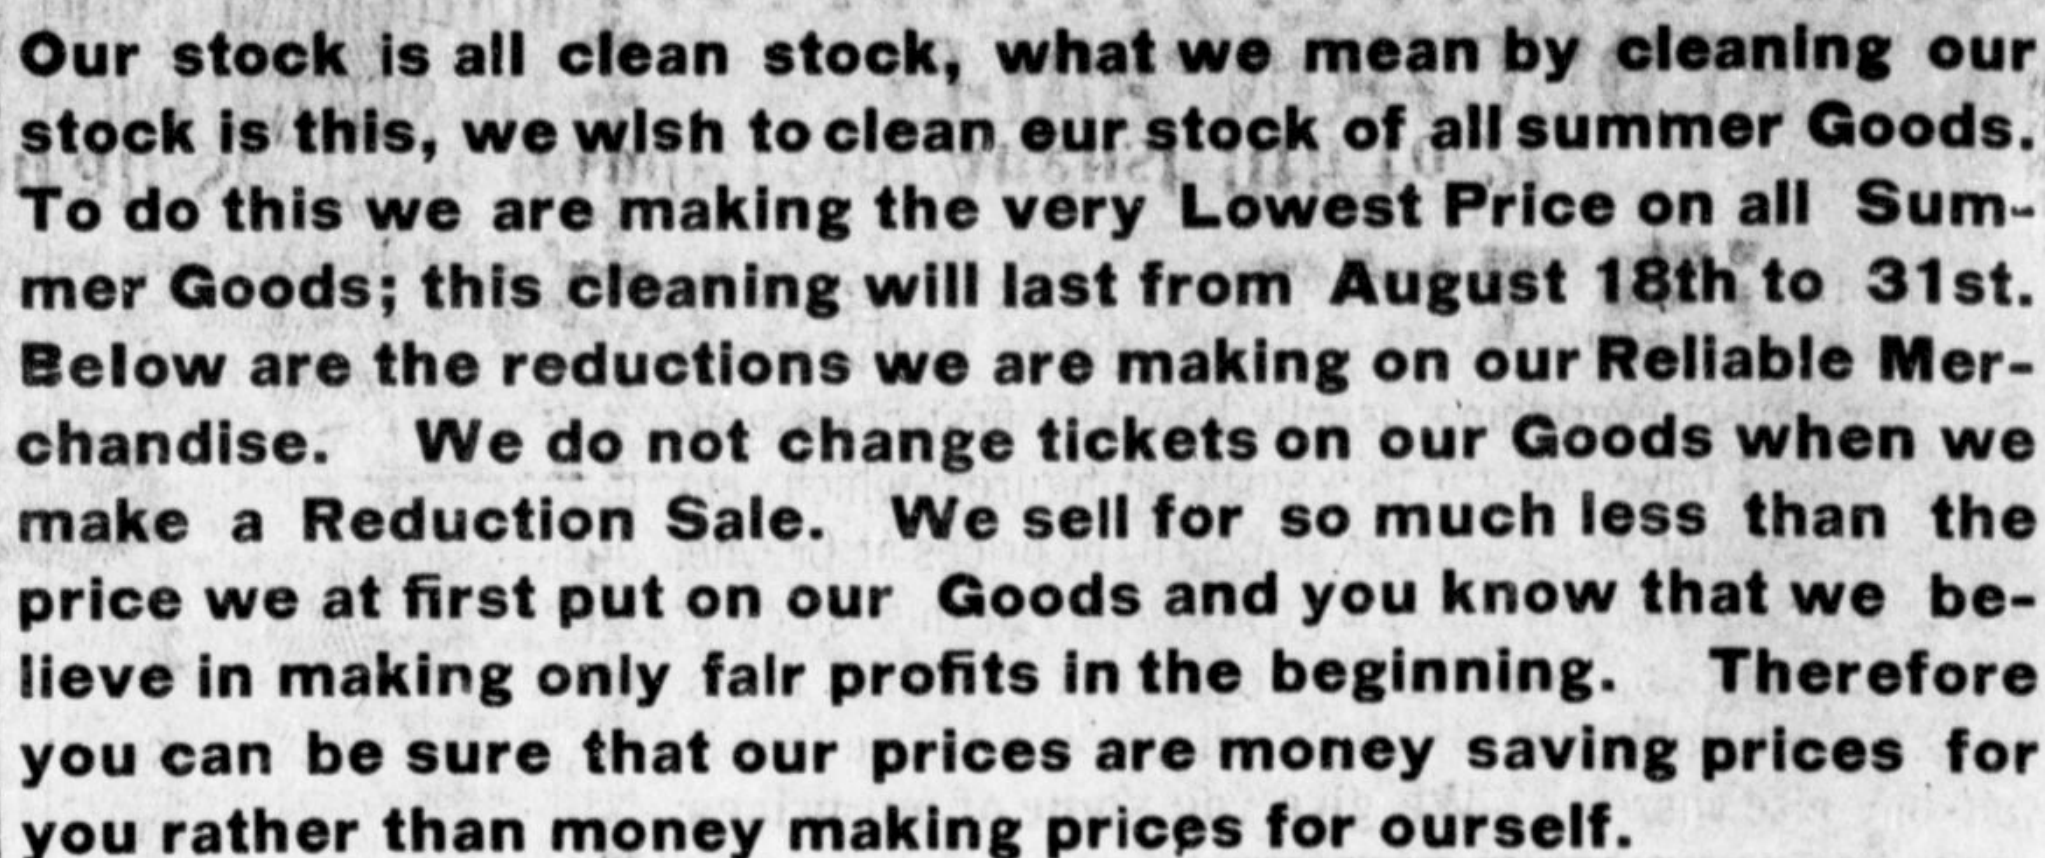 Our stock is all clean stock, what we mean by cleaning our
stock is this, we wish to clean eur stock of all summer Goods.
To do this we are making the very Lowest Price on all Sum-
mer Goods; this cleaning will last from August 18th to 31st.
Below are the reductions we are making on our Reliable Mer-
chandise. We do not change tickets on our Goods when we
make a Reduction Sale. We sell for so much less than the
price we at first put on our Goods and you know that we be-
lieve in making only fair profits in the beginning. Therefore
you can be sure that our prices are money saving prices for
you rather than money making prices for ourself.